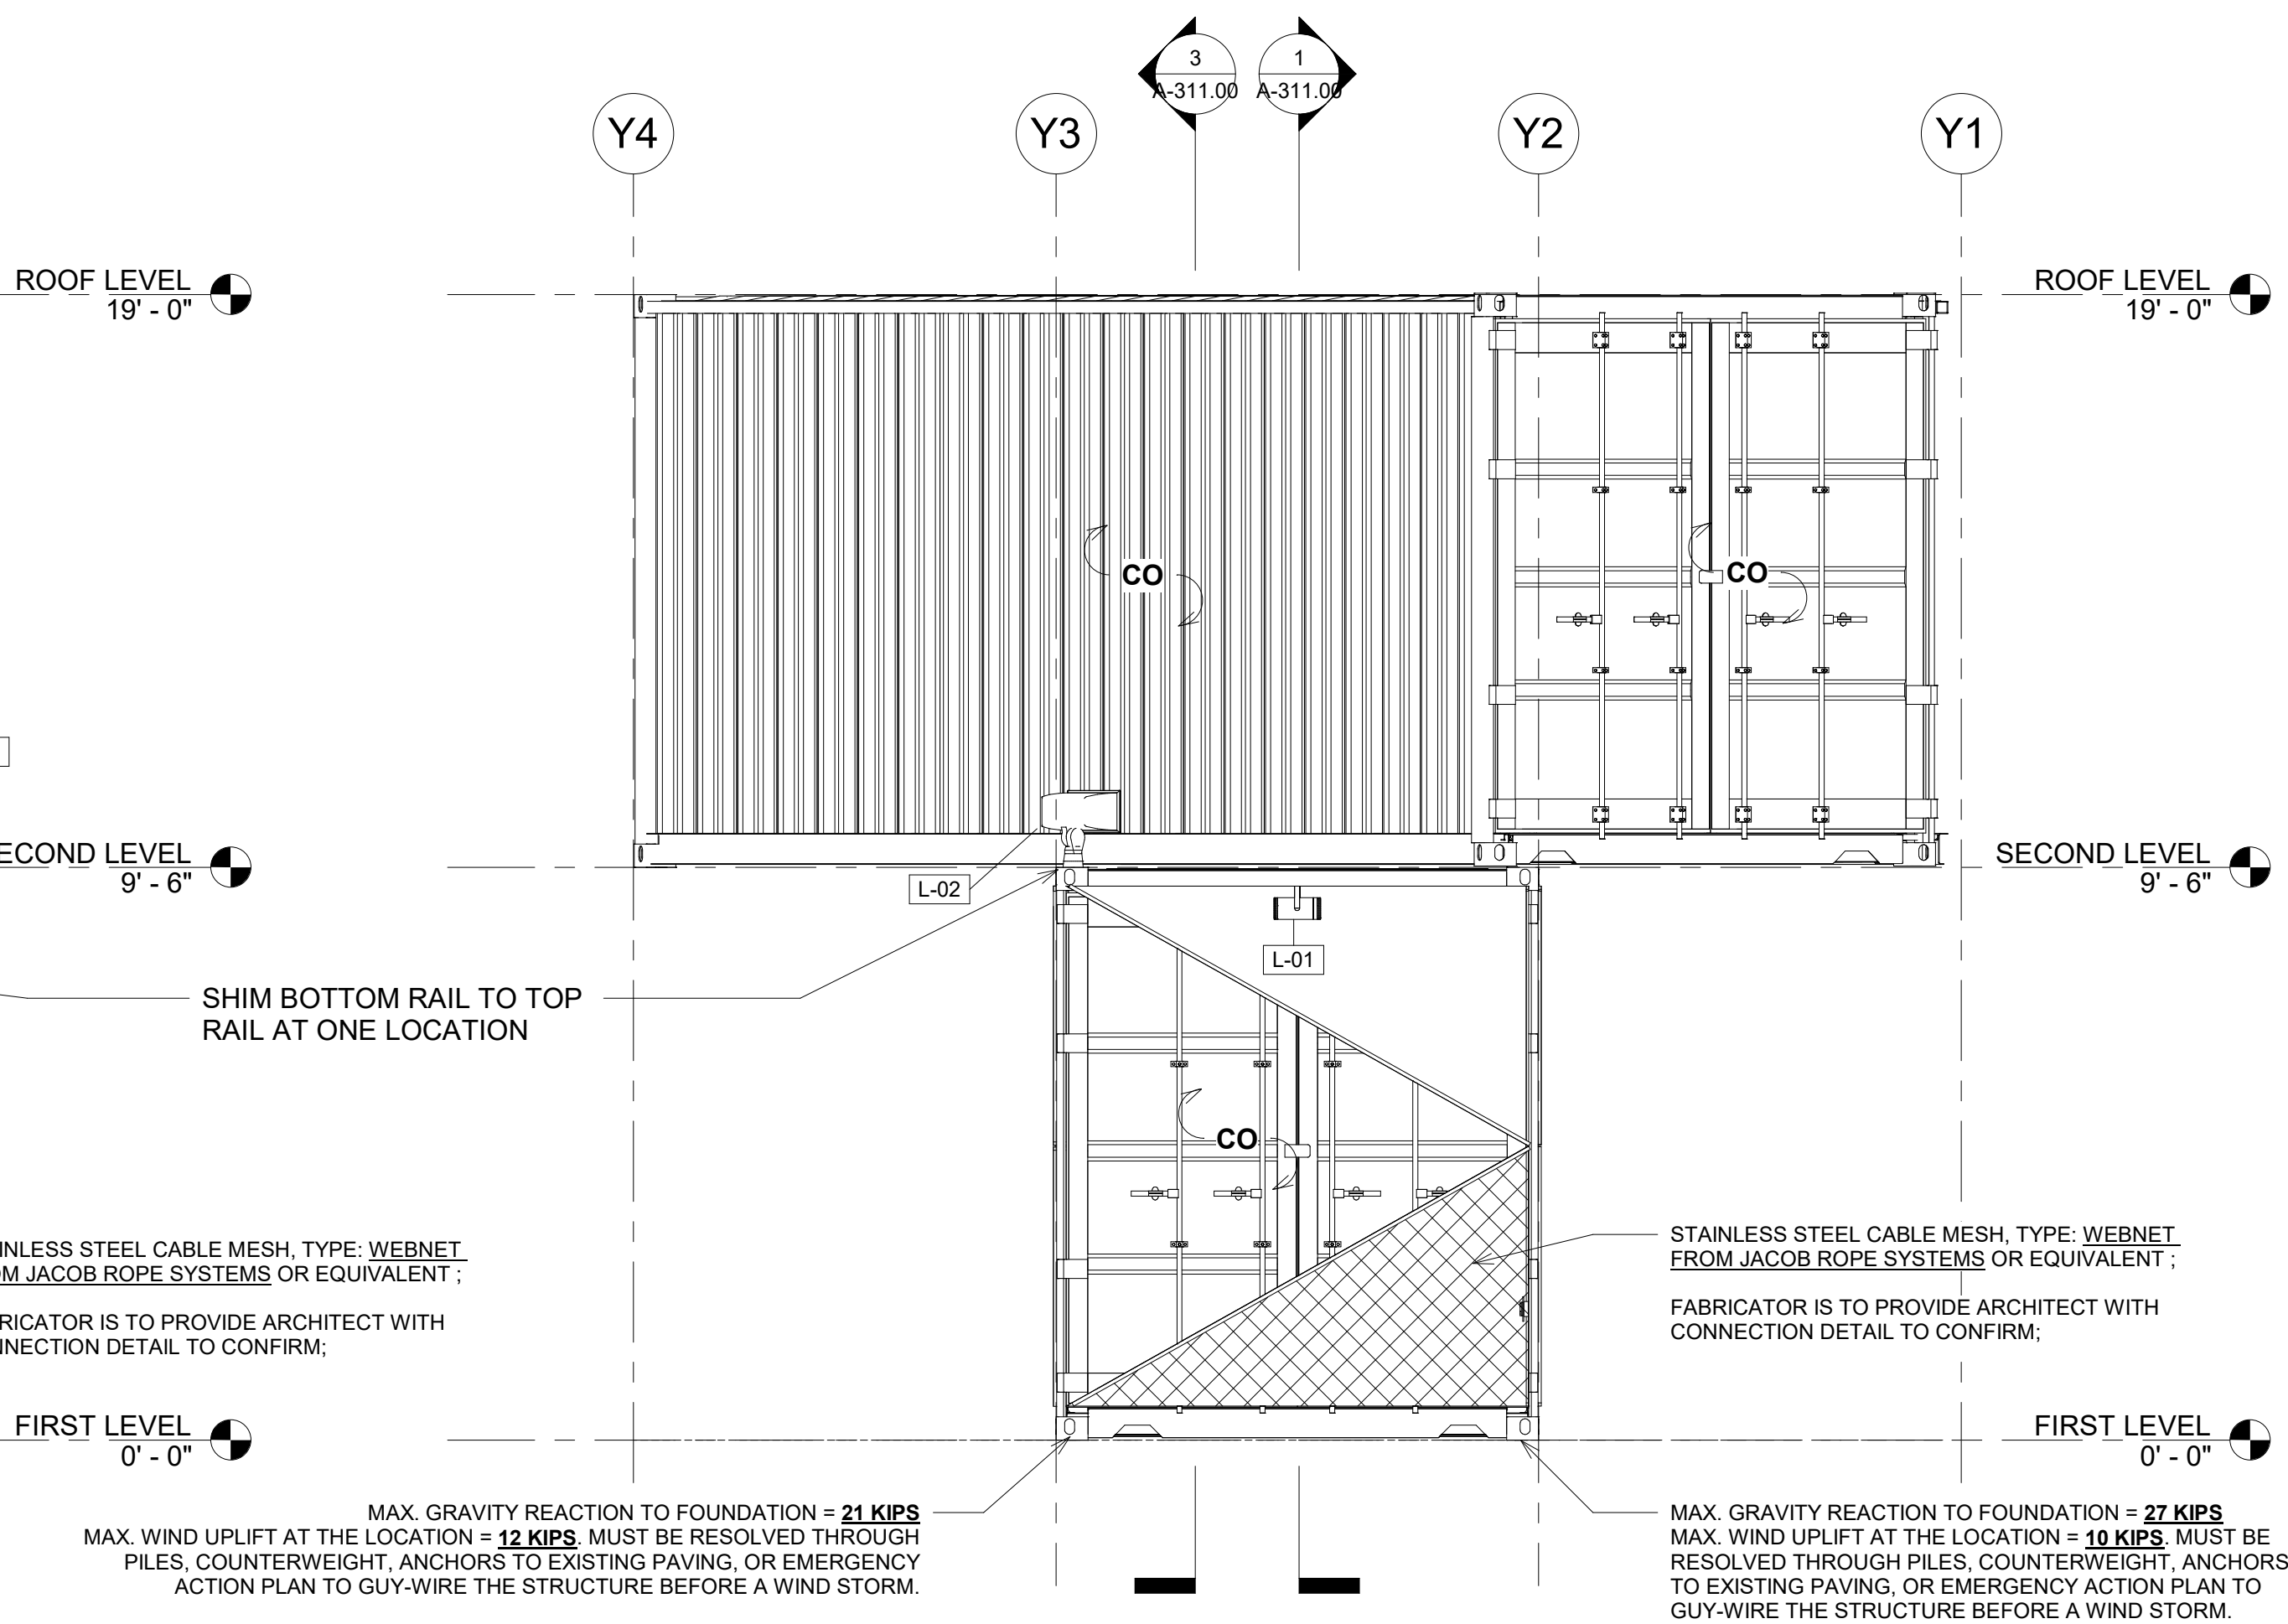 3
A-311.00
1
A-311.00
Y4
Y3
Y2
Y1
ROOF LEVEL
19' - 0"
ROOF LEVEL
19' - 0"
CO
CO
ECOND LEVEL
9' - 6"
SECOND LEVEL
9' - 6"
L-02
L-01
SHIM BOTTOM RAIL TO TOP
RAIL AT ONE LOCATION
CO
INLESS STEEL CABLE MESH, TYPE: WEBNET
OM JACOB ROPE SYSTEMS OR EQUIVALENT ;
BRICATOR IS TO PROVIDE ARCHITECT WITH
NNECTION DETAIL TO CONFIRM;
STAINLESS STEEL CABLE MESH, TYPE: WEBNET
FROM JACOB ROPE SYSTEMS OR EQUIVALENT ;
FABRICATOR IS TO PROVIDE ARCHITECT WITH
CONNECTION DETAIL TO CONFIRM;
FIRST LEVEL
0' - 0"
FIRST LEVEL
0' - 0"
MAX. GRAVITY REACTION TO FOUNDATION = 21 KIPS
MAX. WIND UPLIFT AT THE LOCATION = 12 KIPS. MUST BE RESOLVED THROUGH
PILES, COUNTERWEIGHT, ANCHORS TO EXISTING PAVING, OR EMERGENCY
ACTION PLAN TO GUY-WIRE THE STRUCTURE BEFORE A WIND STORM.
MAX. GRAVITY REACTION TO FOUNDATION = 27 KIPS
MAX. WIND UPLIFT AT THE LOCATION = 10 KIPS. MUST BE
RESOLVED THROUGH PILES, COUNTERWEIGHT, ANCHORS
TO EXISTING PAVING, OR EMERGENCY ACTION PLAN TO
GUY-WIRE THE STRUCTURE BEFORE A WIND STORM.